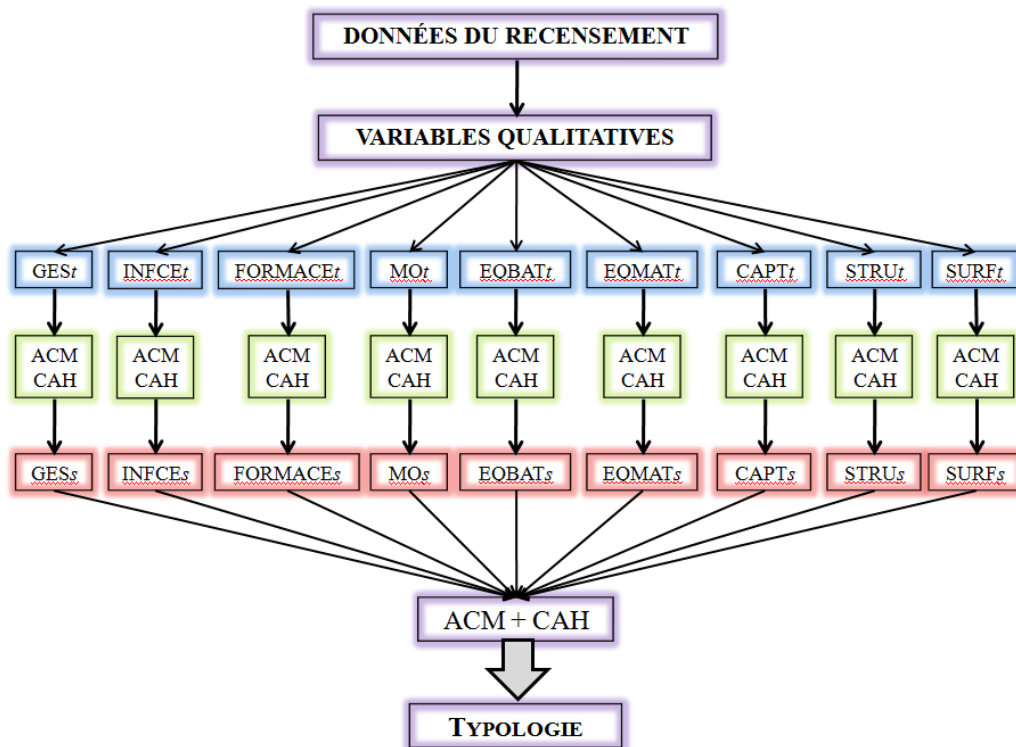 DONNÉES DU RECENSEMENT
VARIABLES QUALITATIVES
GESt INFCEt FORMACEt MOt EQBATt EQMATt CAPTt STRUt SURFt
ACM ACM ACM ACM ACM ACM ACM ACM ACM
CAH CAH CAH CAH CAH CAH CAH CAH CAH
GESs INFCEs FORMACEs MOs EQBATs EQMATs CAPTs STRUs SURFs
ACM + CAH
TYPOLOGIE